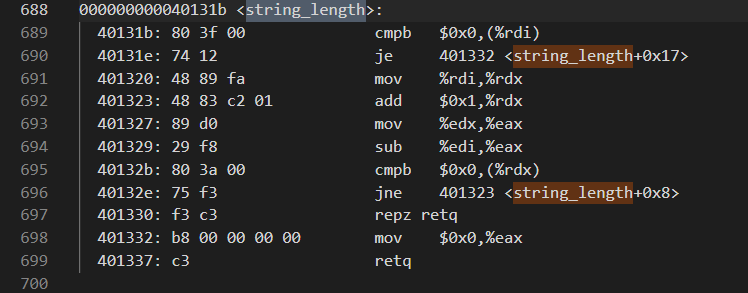 688 000000000040131b <string_length>:
689 40131b: 80 3f 00 cmpb $0x0,(%rdi)
690 40131e: 74 12 je 401332 <string_length+0x17>
691 401320: 48 89 fa mov %rdi,%rdx
692 401323: 48 83 c2 01 add $0x1,%rdx
693 401327: 89 d0 mov %edx,%eax
694 401329: 29 f8 sub %edi,%eax
695 40132b: 80 3a 00 cmpb $0x0,(%rdx)
696 40132e: 75 f3 jne 401323 <string_length+0x8>
697 401330: f3 c3 repz retq
698 401332: b8 00 00 00 00 mov $0x0,%eax
699 401337: c3 retq
700